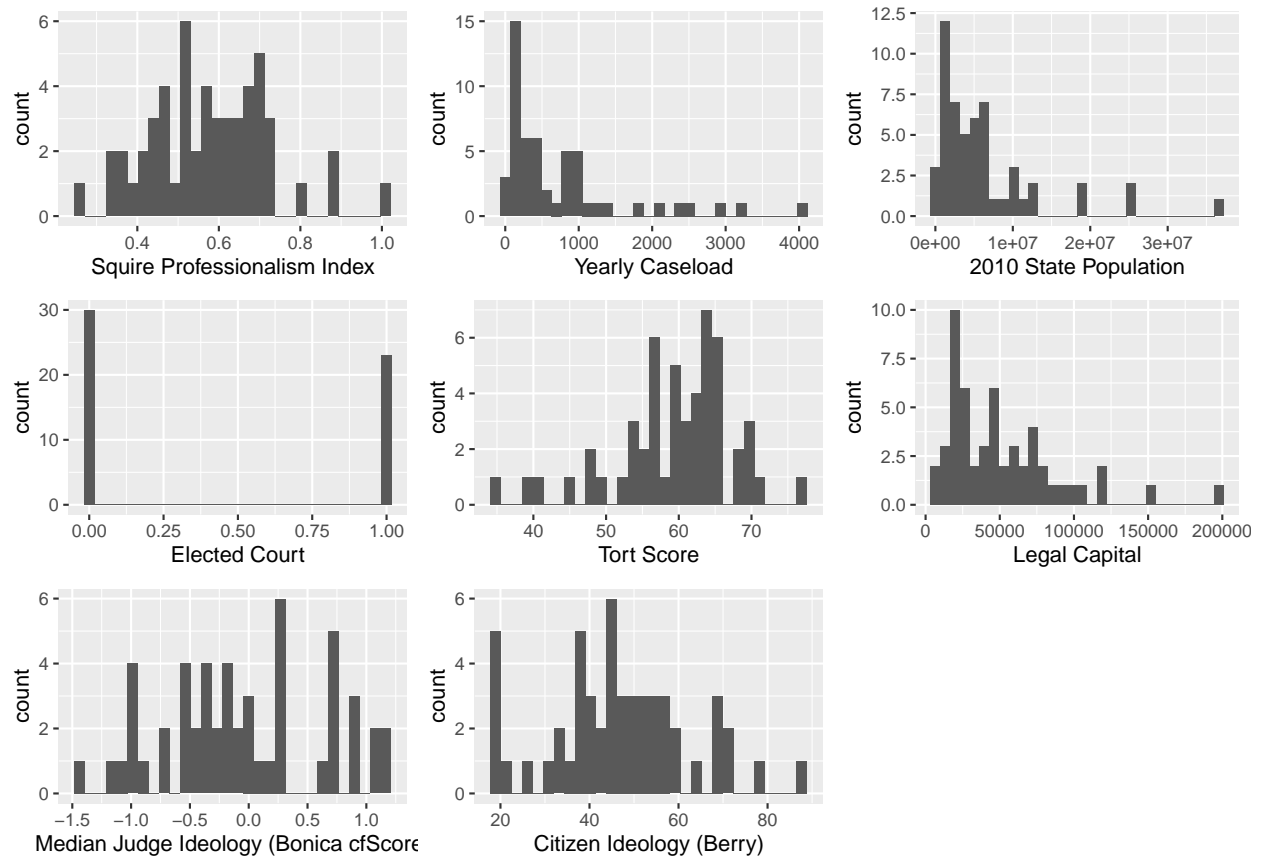 count
6
4
2
0
0.4 0.6 0.8 1.0
Squire Professionalism Index
count
15
10
5
0
0 1000 2000 3000 4000
Yearly Caseload
count
12.5
10.0
7.5
5.0
2.5
0.0
0e+00 1e+07 2e+07 3e+07
2010 State Population
count
30
20
10
0
0.00 0.25 0.50 0.75 1.00
Elected Court
count
6
4
2
0
40 50 60 70
Tort Score
count
10.0
7.5
5.0
2.5
0.0
0 50000 100000 150000 200000
Legal Capital
count
6
4
2
0
−1.5 −1.0 −0.5 0.0 0.5 1.0
Median Judge Ideology (Bonica cfScore
count
6
4
2
0
20 40 60 80
Citizen Ideology (Berry)